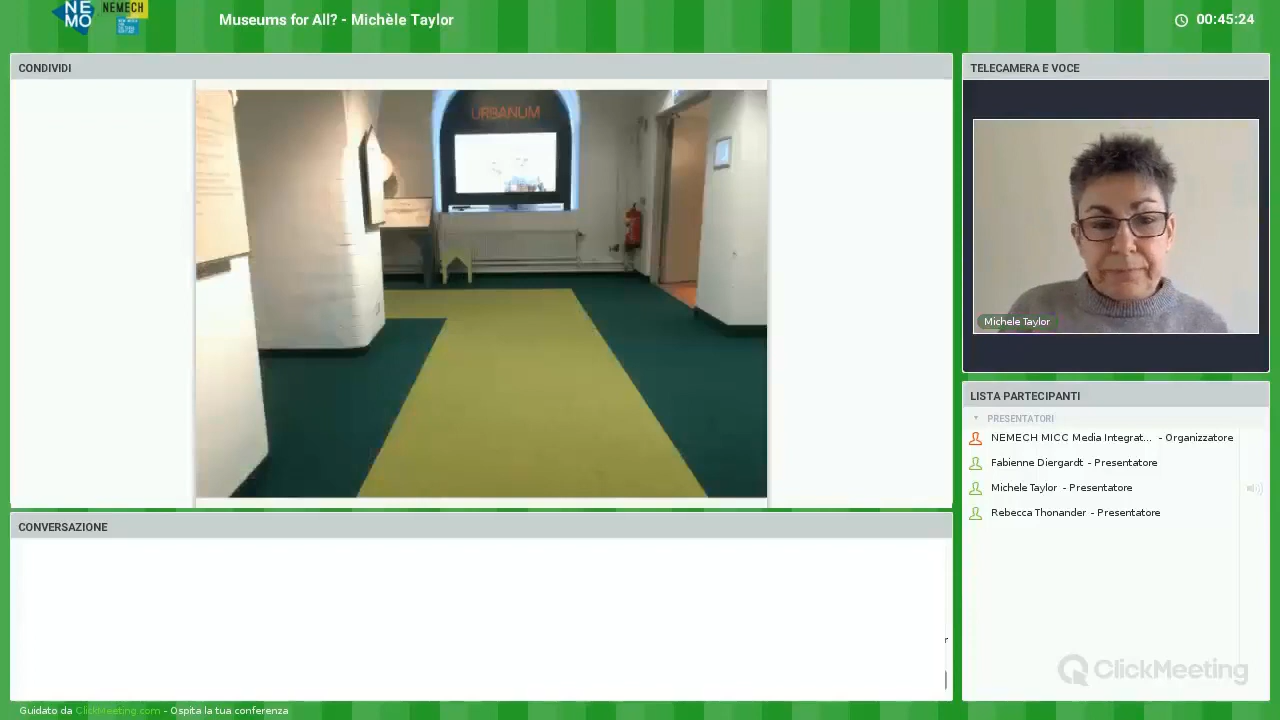 NE
MO
NEMECH
Museums for All? - Michèle Taylor
00:45:24
CONDIVIDI
TELECAMERA E VOCE
URBANUM
Michele Taylor
LISTA PARTECIPANTI
PRESENTATORI
NEMECH MICC Media Integrat... - Organizzatore
Fabienne Diergardt - Presentatore
Michele Taylor - Presentatore
Rebecca Thonander - Presentatore
CONVERSAZIONE
ClickMeeting
Guidato da ClickMeeting.com - Ospita la tua conferenza